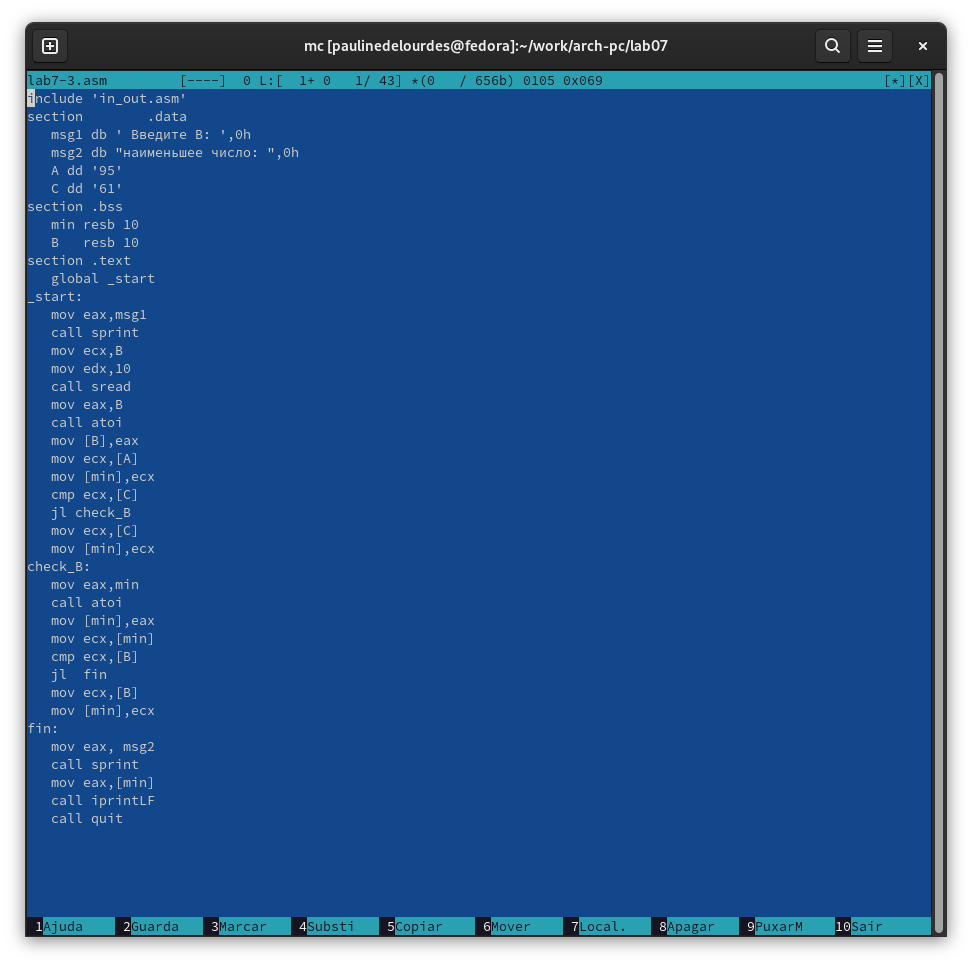 mc [paulinedelourdes@fedora]:~/work/arch-pc/lab07
lab7-3.asm         [----]  0 L:[  1+ 0   1/ 43] *(0   / 656b) 0105 0x069                                   [*][X]
include 'in_out.asm'
section        .data
   msg1 db ' Введите B: ',0h
   msg2 db "наименьшее число: ",0h
   A dd '95'
   C dd '61'
section .bss
   min resb 10
   B   resb 10
section .text
   global _start
_start:
   mov eax,msg1
   call sprint
   mov ecx,B
   mov edx,10
   call sread
   mov eax,B
   call atoi
   mov [B],eax
   mov ecx,[A]
   mov [min],ecx
   cmp ecx,[C]
   jl check_B
   mov ecx,[C]
   mov [min],ecx
check_B:
   mov eax,min
   call atoi
   mov [min],eax
   mov ecx,[min]
   cmp ecx,[B]
   jl  fin
   mov ecx,[B]
   mov [min],ecx
fin:
   mov eax, msg2
   call sprint
   mov eax,[min]
   call iprintLF
   call quit
1Ajuda 2Guarda 3Marcar 4Substi 5Copiar 6Mover 7Local. 8Apagar 9PuxarM 10Sair